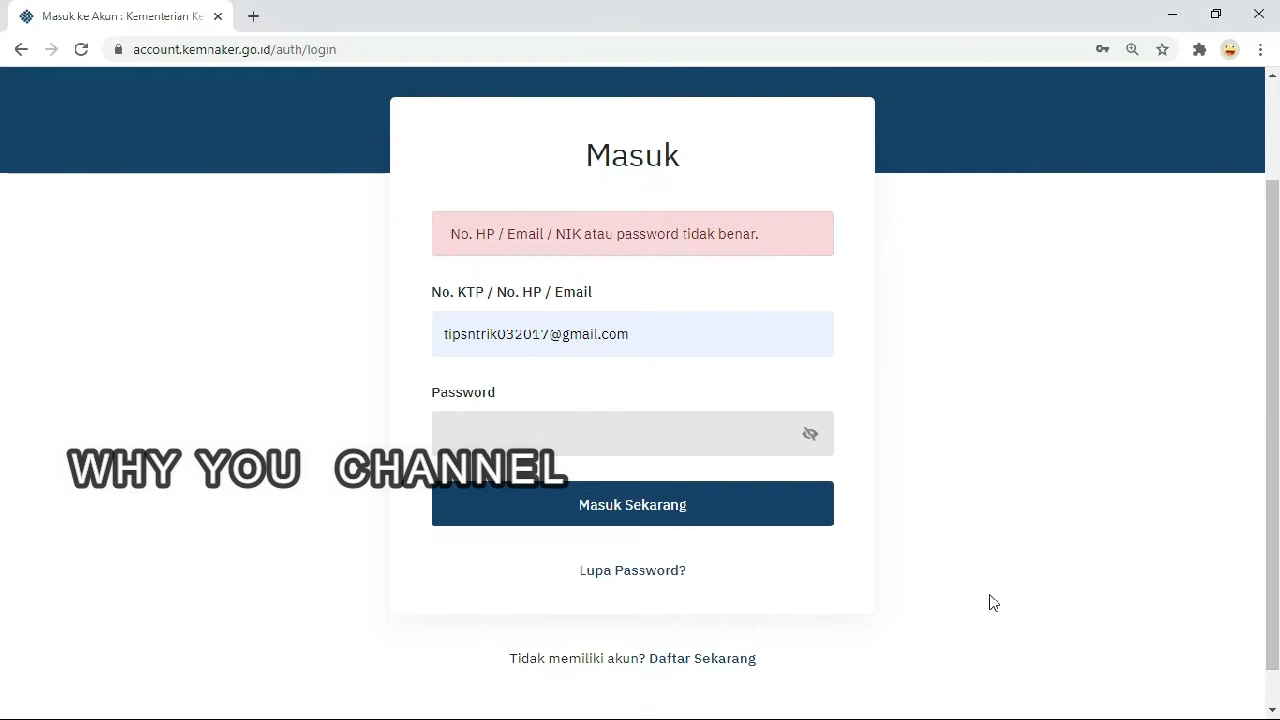 Masuk ke Akun : Kementerian Ke
account.kemnaker.go.id/auth/login
Masuk
No. HP / Email / NIK atau password tidak benar.
No. KTP / No. HP / Email
tipsntrik032017@gmail.com
Password
WHY YOU CHANNEL
Masuk Sekarang
Lupa Password?
Tidak memiliki akun? Daftar Sekarang